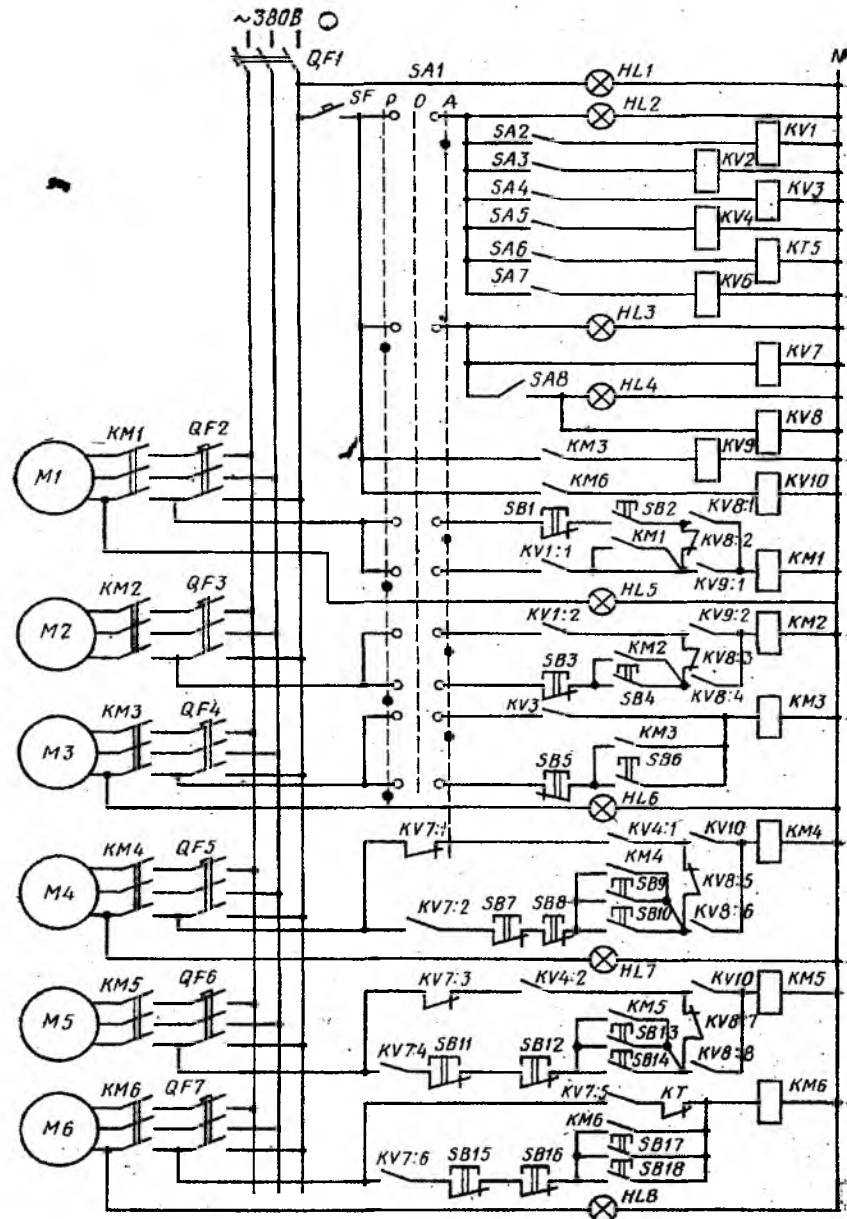 ~380В
QF1
N
SA1
HL1
SF
P O A
HL2
SA2
KV1
SA3
KV2
SA4
KV3
SA5
KV4
SA6
KT5
SA7
KV6
HL3
KV7
SA8
HL4
KV8
KM1
QF2
KM3
KV9
M1
KM6
KV10
SB1
SB2
KV8:1
KM1
KV8:2
KV1:1
KM1
KV9:1
KM2
QF3
HL5
KV1:2
KV9:2
KM2
M2
KM2
KV8:3
SB3
SB4
KV8:4
KM3
QF4
KV3
KM3
M3
KM3
SB5
SB6
HL6
KM4
QF5
KV7:1
KV4:1
KV10
KM4
KM4
M4
SB9
KV8:5
KV7:2
SB7
SB8
SB10
KV8:6
HL7
KM5
QF6
KV7:3
KV4:2
KV10
KM5
M5
KM5
KV8:7
SB13
KV7:4
SB11
SB12
SB14
KV8:8
KM6
QF7
KV7:5
KT
KM6
M6
KM6
SB17
KV7:6
SB15
SB16
SB18
HL8